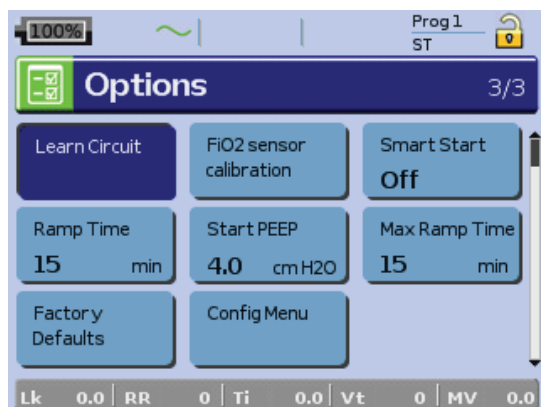 100%
Prog 1
ST
Options
3/3
Learn Circuit
FiO2 sensor
calibration
Smart Start
Off
Ramp Time
15 min
Start PEEP
4.0 cmH2O
Max Ramp Time
15 min
Factory
Defaults
Config Menu
Lk 0.0 RR 0 Ti 0.0 Vt 0 MV 0.0